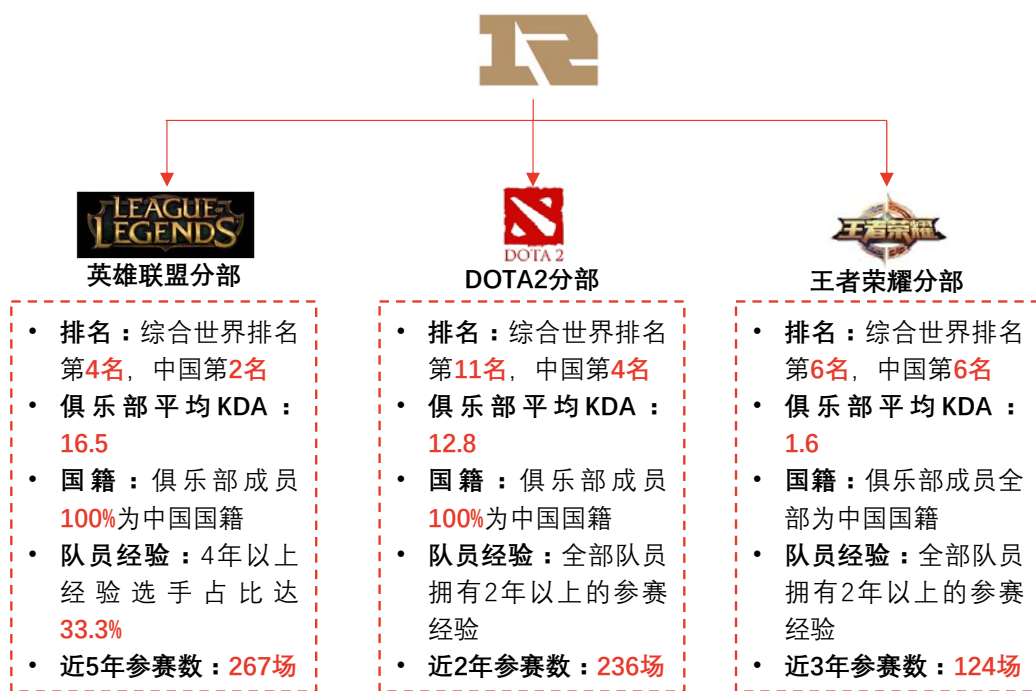 LEAGUE OF
LEGENDS
英雄联盟分部
• 排名：综合世界排名
第4名，中国第2名
• 俱乐部平均KDA：
16.5
• 国籍：俱乐部成员
100%为中国国籍
• 队员经验：4年以上
经验选手占比达
33.3%
• 近5年参赛数：267场
DOTA 2
DOTA2分部
• 排名：综合世界排名
第11名，中国第4名
• 俱乐部平均KDA：
12.8
• 国籍：俱乐部成员
100%为中国国籍
• 队员经验：全部队员
拥有2年以上的参赛
经验
• 近2年参赛数：236场
王者荣耀
王者荣耀分部
• 排名：综合世界排名
第6名，中国第6名
• 俱乐部平均KDA：
1.6
• 国籍：俱乐部成员全
部为中国国籍
• 队员经验：全部队员
拥有2年以上的参赛
经验
• 近3年参赛数：124场